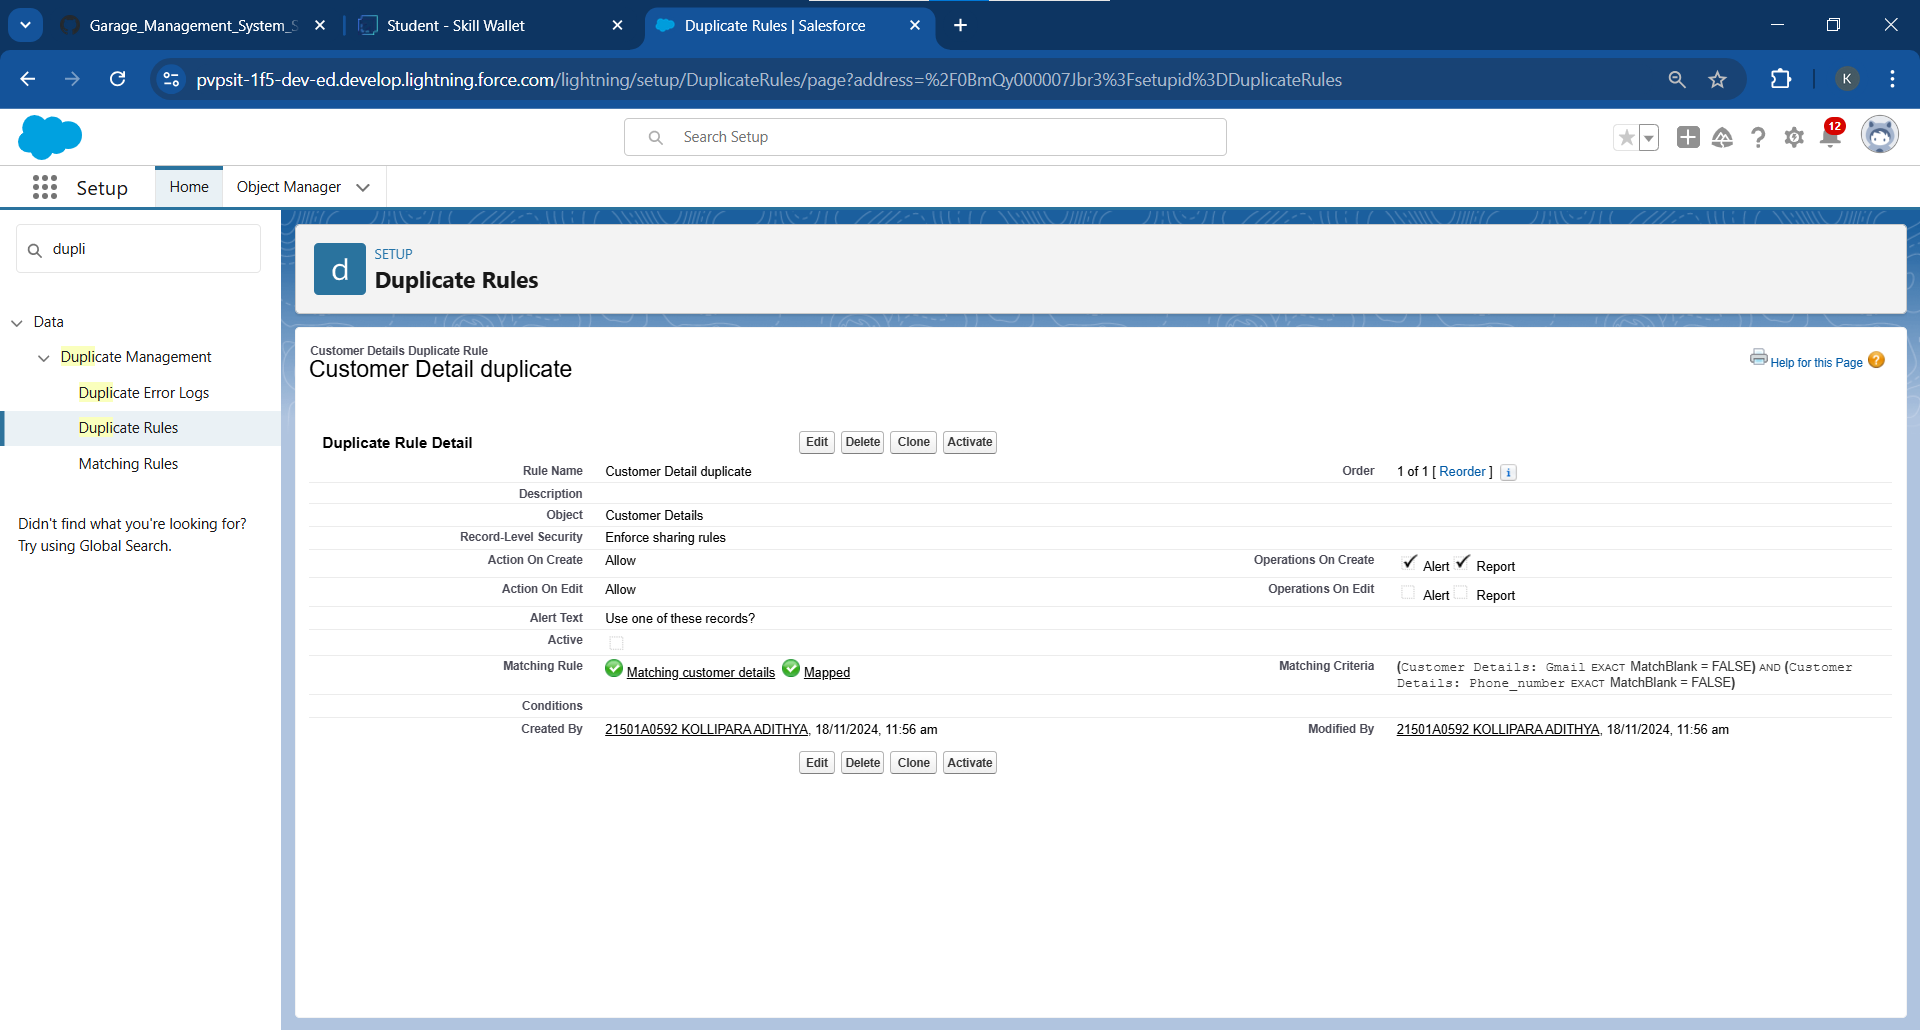 Garage_Management_System_S
Student - Skill Wallet
Duplicate Rules | Salesforce
pvpsit-1f5-dev-ed.develop.lightning.force.com/lightning/setup/DuplicateRules/page?address=%2F0BmQy000007Jbr3%3Fsetupid%3DDuplicateRules
K
Search Setup
12
Setup
Home
Object Manager
dupli
Data
Duplicate Management
Duplicate Error Logs
Duplicate Rules
Matching Rules
Didn't find what you're looking for?
Try using Global Search.
d
SETUP
Duplicate Rules
Customer Details Duplicate Rule
Customer Detail duplicate
Help for this Page ?
Duplicate Rule Detail
Edit Delete Clone Activate
Rule Name Customer Detail duplicate Order 1 of 1 [ Reorder ] i
Description
Object Customer Details
Record-Level Security Enforce sharing rules
Action On Create Allow Operations On Create Alert Report
Action On Edit Allow Operations On Edit Alert Report
Alert Text Use one of these records?
Active
Matching Rule Matching customer details Mapped Matching Criteria (Customer Details: Gmail EXACT MatchBlank = FALSE) AND (Customer
Details: Phone_number EXACT MatchBlank = FALSE)
Conditions
Created By 21501A0592 KOLLIPARA ADITHYA, 18/11/2024, 11:56 am Modified By 21501A0592 KOLLIPARA ADITHYA, 18/11/2024, 11:56 am
Edit Delete Clone Activate